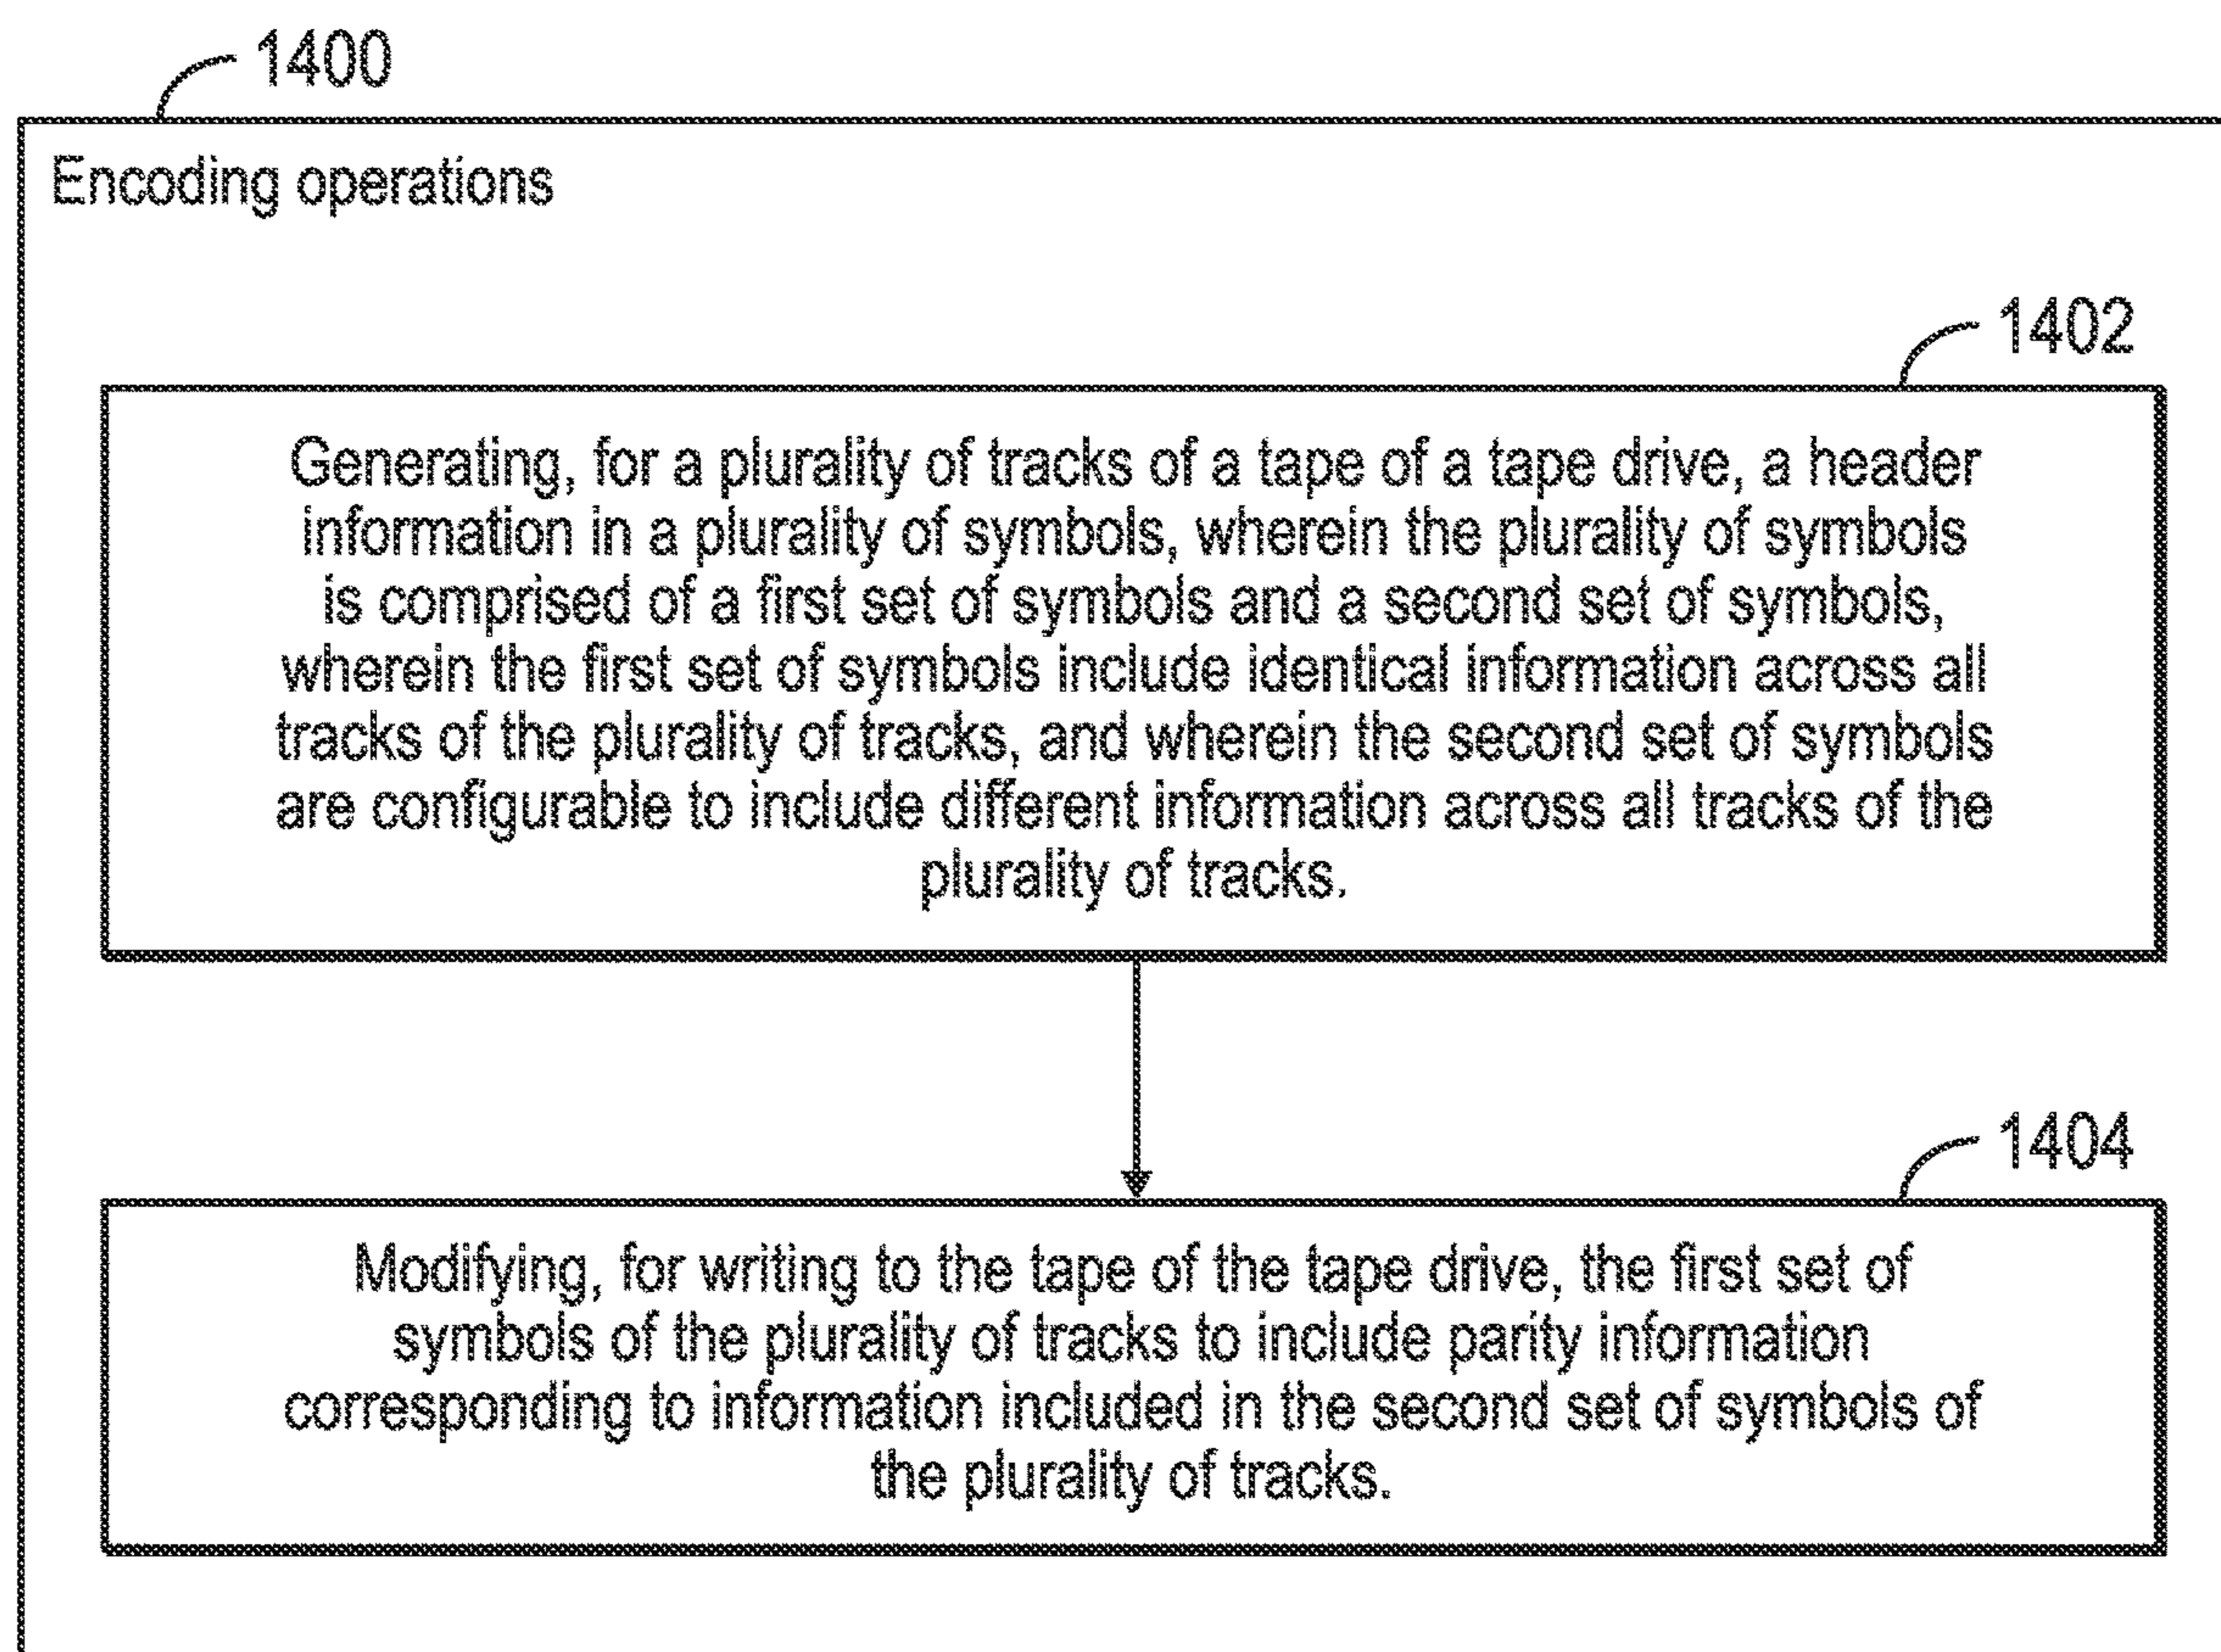 1400
Encoding operations
1402
Generating, for a plurality of tracks of a tape of a tape drive, a header
information in a plurality of symbols, wherein the plurality of symbols
is comprised of a first set of symbols and a second set of symbols,
wherein the first set of symbols include identical information across all
tracks of the plurality of tracks, and wherein the second set of symbols
are configurable to include different information across all tracks of the
plurality of tracks.
1404
Modifying, for writing to the tape of the tape drive, the first set of
symbols of the plurality of tracks to include parity information
corresponding to information included in the second set of symbols of
the plurality of tracks.